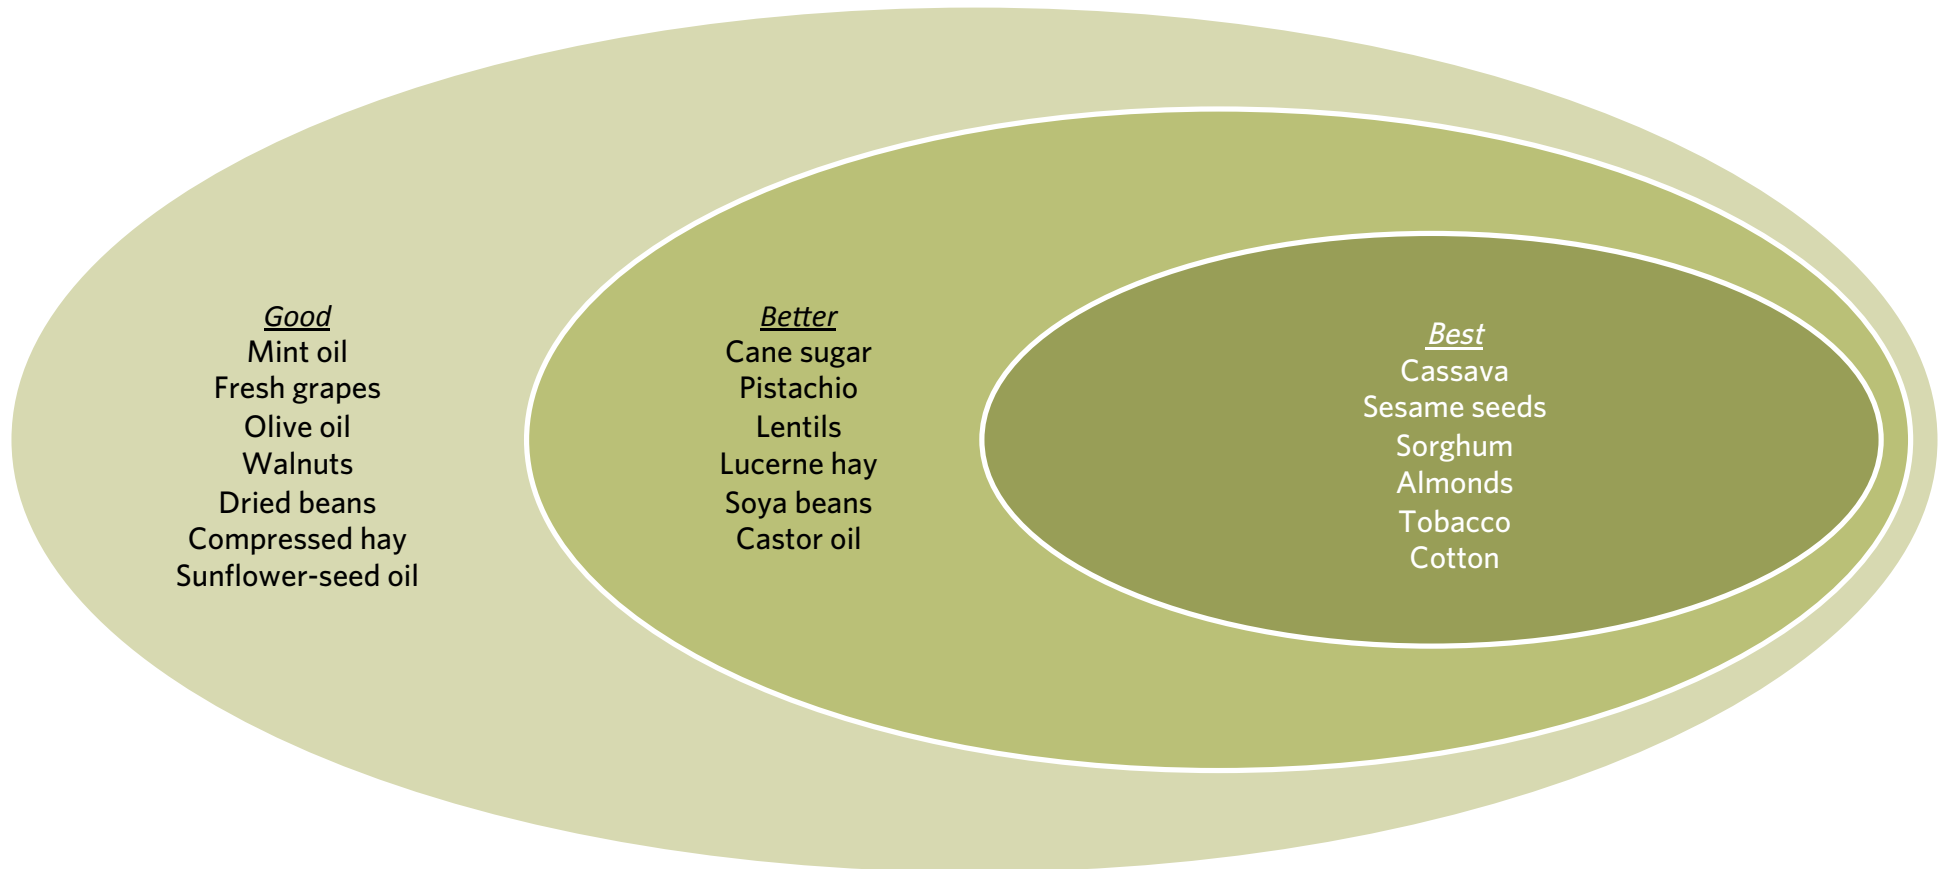 Good
Mint oil
Fresh grapes
Olive oil
Walnuts
Dried beans
Compressed hay
Sunflower-seed oil
Better
Cane sugar
Pistachio
Lentils
Lucerne hay
Soya beans
Castor oil
Best
Cassava
Sesame seeds
Sorghum
Almonds
Tobacco
Cotton